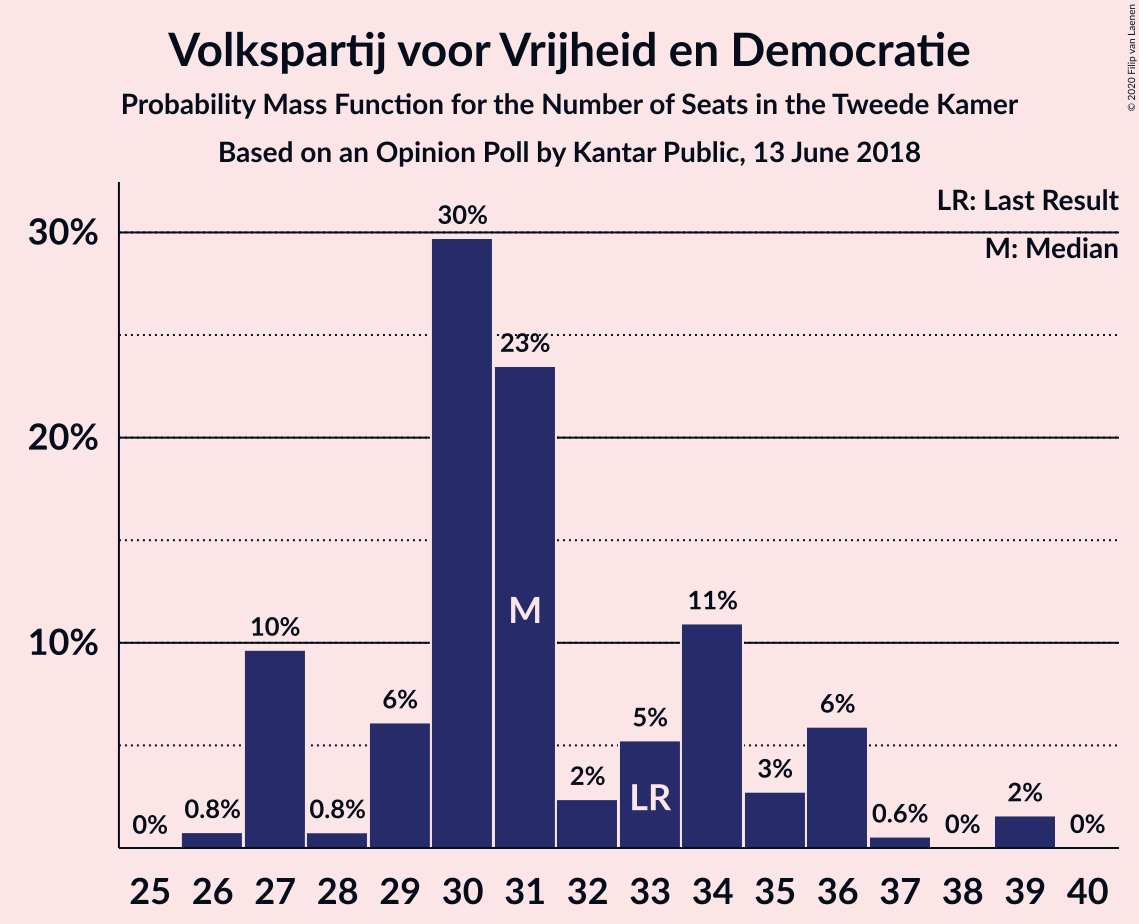 Volkspartij voor Vrijheid en Democratie
Probability Mass Function for the Number of Seats in the Tweede Kamer
Based on an Opinion Poll by Kantar Public, 13 June 2018
© 2020 Filip van Laenen
LR: Last Result
M: Median
30%
20%
10%
0%
0.8%
10%
0.8%
6%
30%
23%
2%
5%
11%
3%
6%
0.6%
0%
2%
0%
M
LR
25 26 27 28 29 30 31 32 33 34 35 36 37 38 39 40